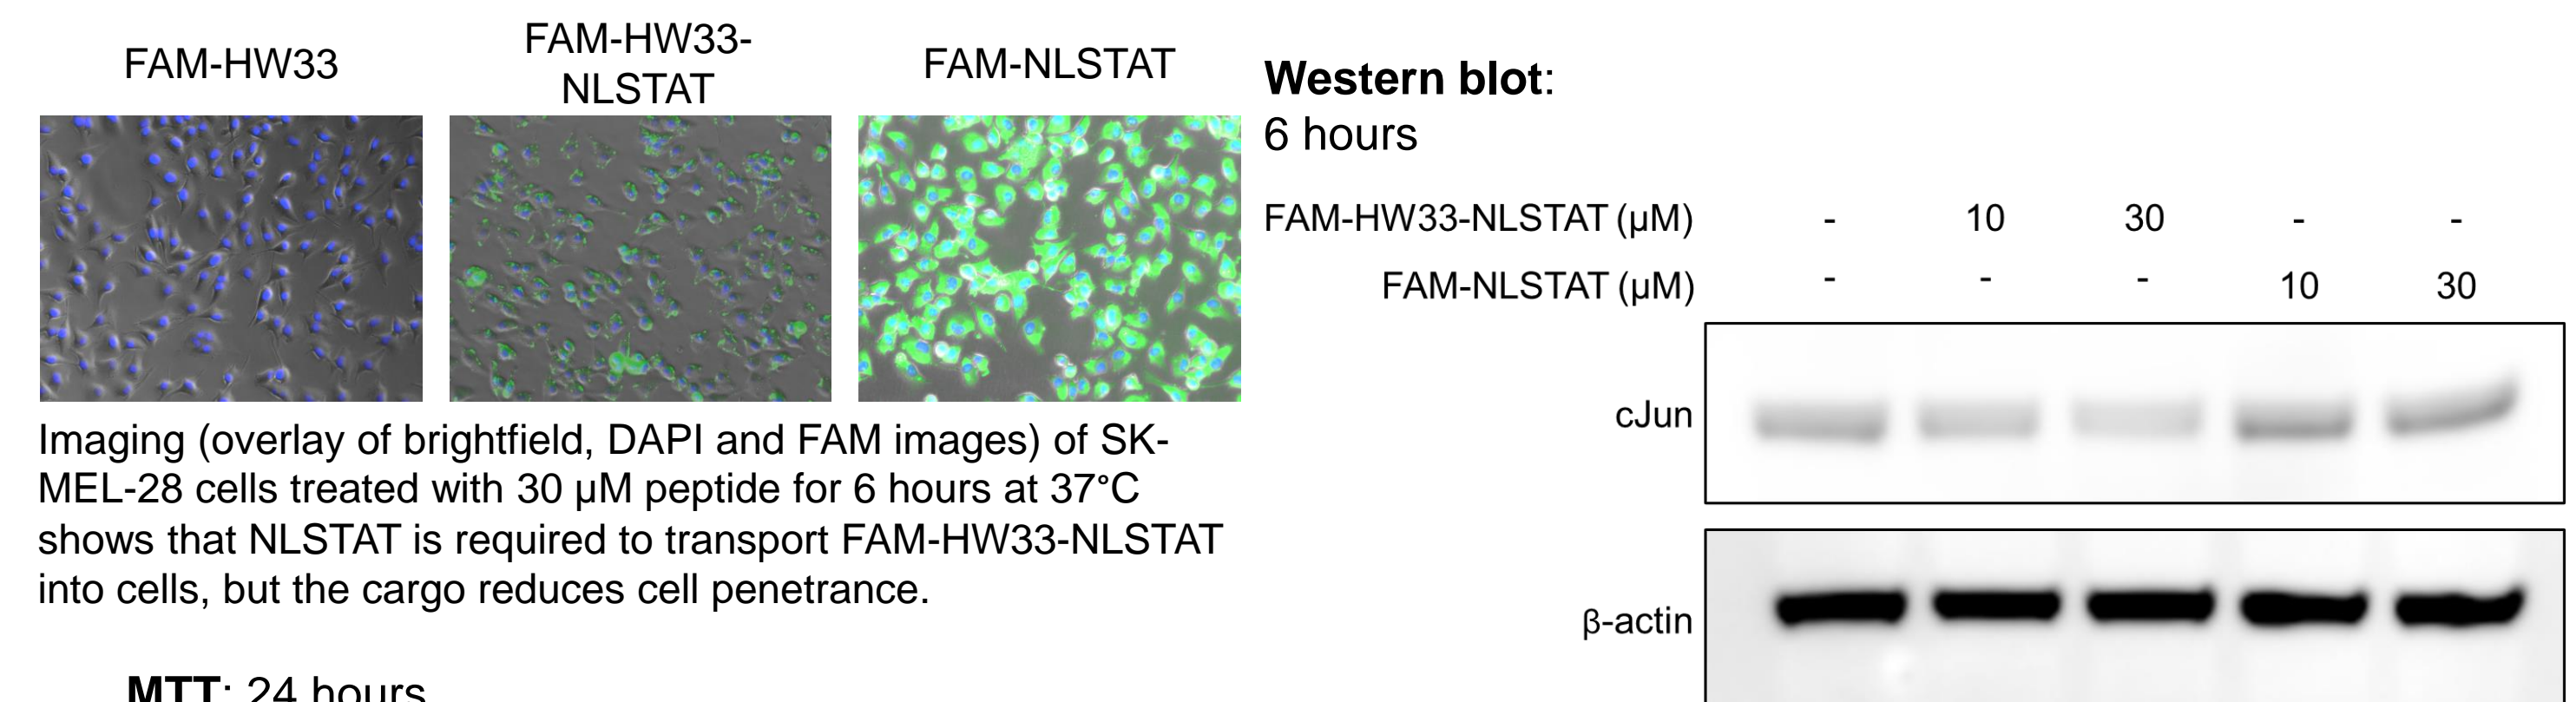 FAM-HW33
FAM-HW33-
NLSTAT
FAM-NLSTAT
Imaging (overlay of brightfield, DAPI and FAM images) of SK-
MEL-28 cells treated with 30 μM peptide for 6 hours at 37°C
shows that NLSTAT is required to transport FAM-HW33-NLSTAT
into cells, but the cargo reduces cell penetrance.
MTT: 24 hours
Western blot:
6 hours
FAM-HW33-NLSTAT (μM) - 10 30 - -
FAM-NLSTAT (μM) - - - 10 30
cJun
β-actin